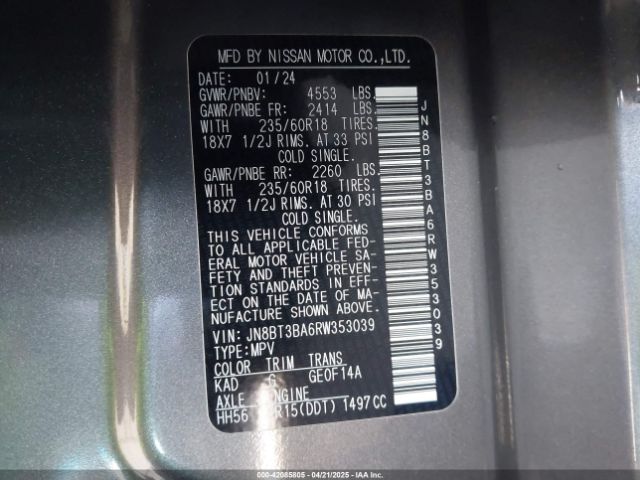 MFD BY NISSAN MOTOR CO.,LTD.
DATE: 01/24
GVWR/PNBV: 4553 LBS.
GAWR/PNBE FR: 2414 LBS.
WITH 235/60R18 TIRES.
18X7 1/2J RIMS. AT 33 PSI
COLD SINGLE.
GAWR/PNBE RR: 2260 LBS.
WITH 235/60R18 TIRES.
18X7 1/2J RIMS. AT 30 PSI
COLD SINGLE.
THIS VEHICLE CONFORMS
TO ALL APPLICABLE FED-
ERAL MOTOR VEHICLE SA-
FETY AND THEFT PREVEN-
TION STANDARDS IN EFF-
ECT ON THE DATE OF MA-
NUFACTURE SHOWN ABOVE.
VIN: JN8BT3BA6RW353039
TYPE:MPV
COLOR TRIM TRANS
KAD G GE0F14A
AXLE ENGINE
HH56 R15(DDT) 1497CC
JN8BT3BA6RW353039
000-42085805 - 04/21/2025 - IAAI.com